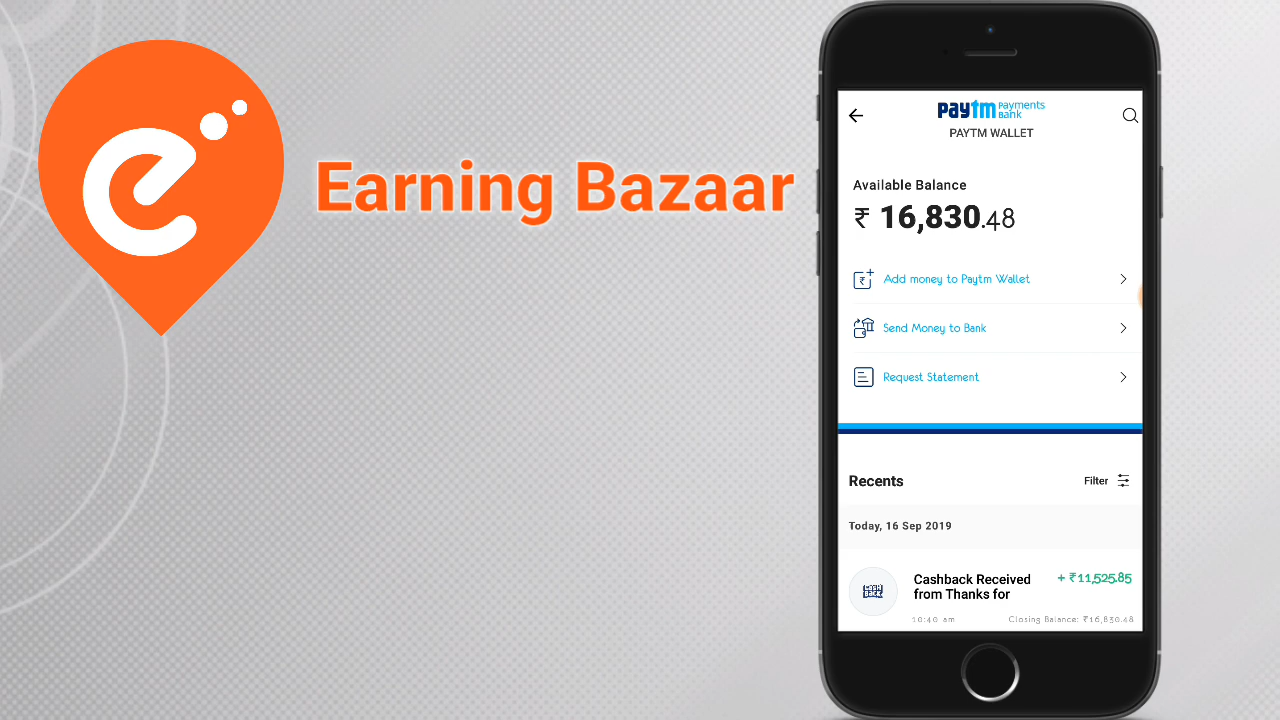 e
Earning Bazaar
paytm Payments Bank
PAYTM WALLET
Available Balance
₹ 16,830.48
Add money to Paytm Wallet
Send Money to Bank
Request Statement
Recents
Filter
Today, 16 Sep 2019
CASH
BACK
Cashback Received
from Thanks for
+ ₹11,525.85
10:40 am
Closing Balance: ₹16,830.48